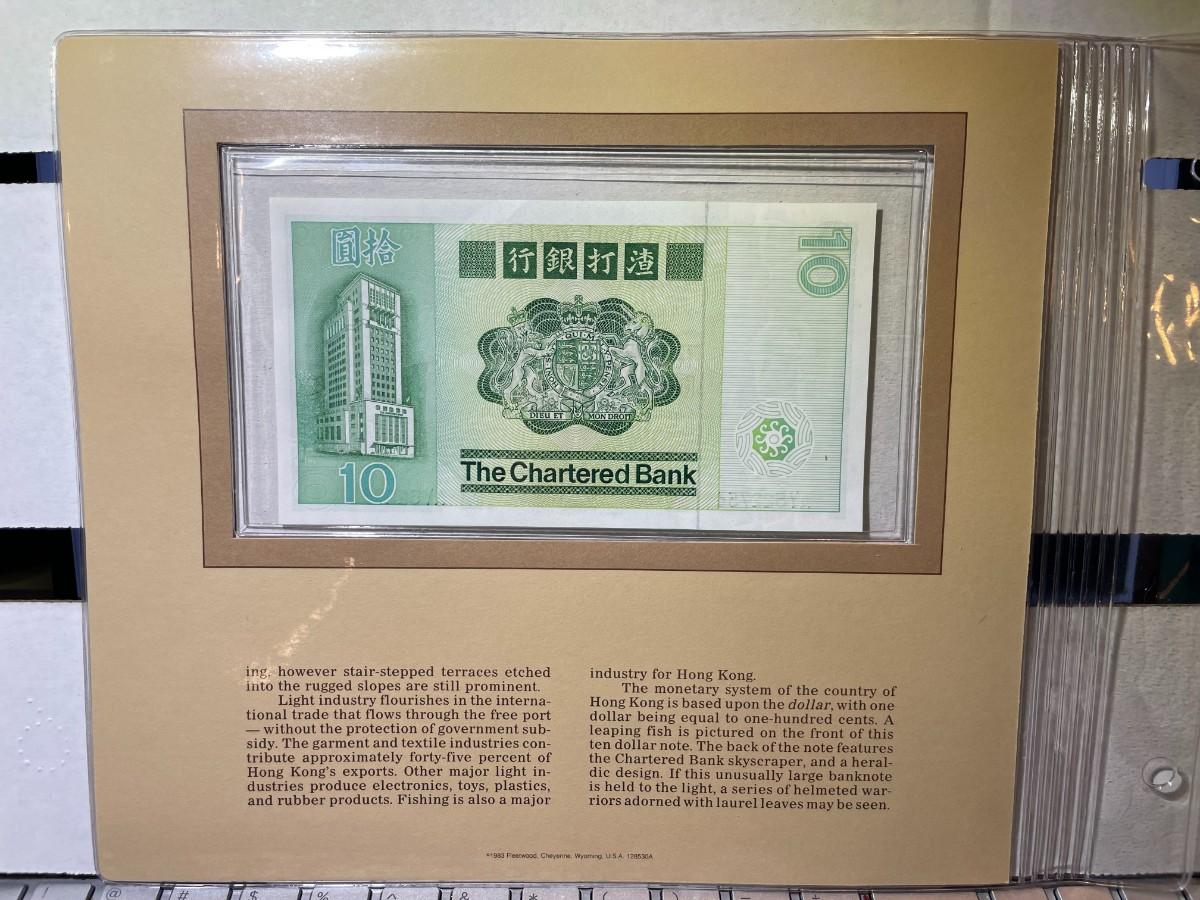 拾圓
渣打銀行
10
DIEU ET MON DROIT
The Chartered Bank
10
ing, however stair-stepped terraces etched
into the rugged slopes are still prominent.
Light industry flourishes in the interna-
tional trade that flows through the free port
— without the protection of government sub-
sidy. The garment and textile industries con-
tribute approximately forty-five percent of
Hong Kong's exports. Other major light in-
dustries produce electronics, toys, plastics,
and rubber products. Fishing is also a major
industry for Hong Kong.
The monetary system of the country of
Hong Kong is based upon the dollar, with one
dollar being equal to one-hundred cents. A
leaping fish is pictured on the front of this
ten dollar note. The back of the note features
the Chartered Bank skyscraper, and a heral-
dic design. If this unusually large banknote
is held to the light, a series of helmeted war-
riors adorned with laurel leaves may be seen.
©1983 Fleetwood, Cheyenne, Wyoming, U.S.A. 128530A
! @ # $ % ^ & * ( ) − +